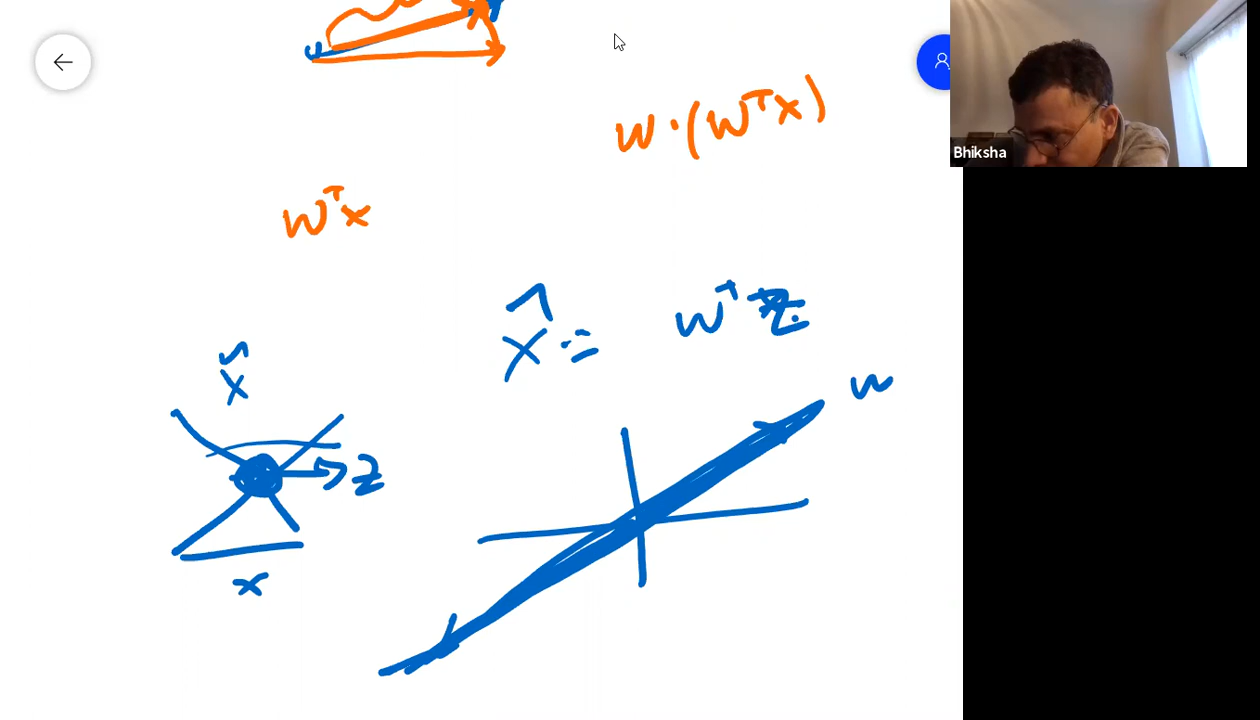 w · (wᵀx)
Bhiksha
wᵀx
x̂ = wᵀz
x̂
w
z
x